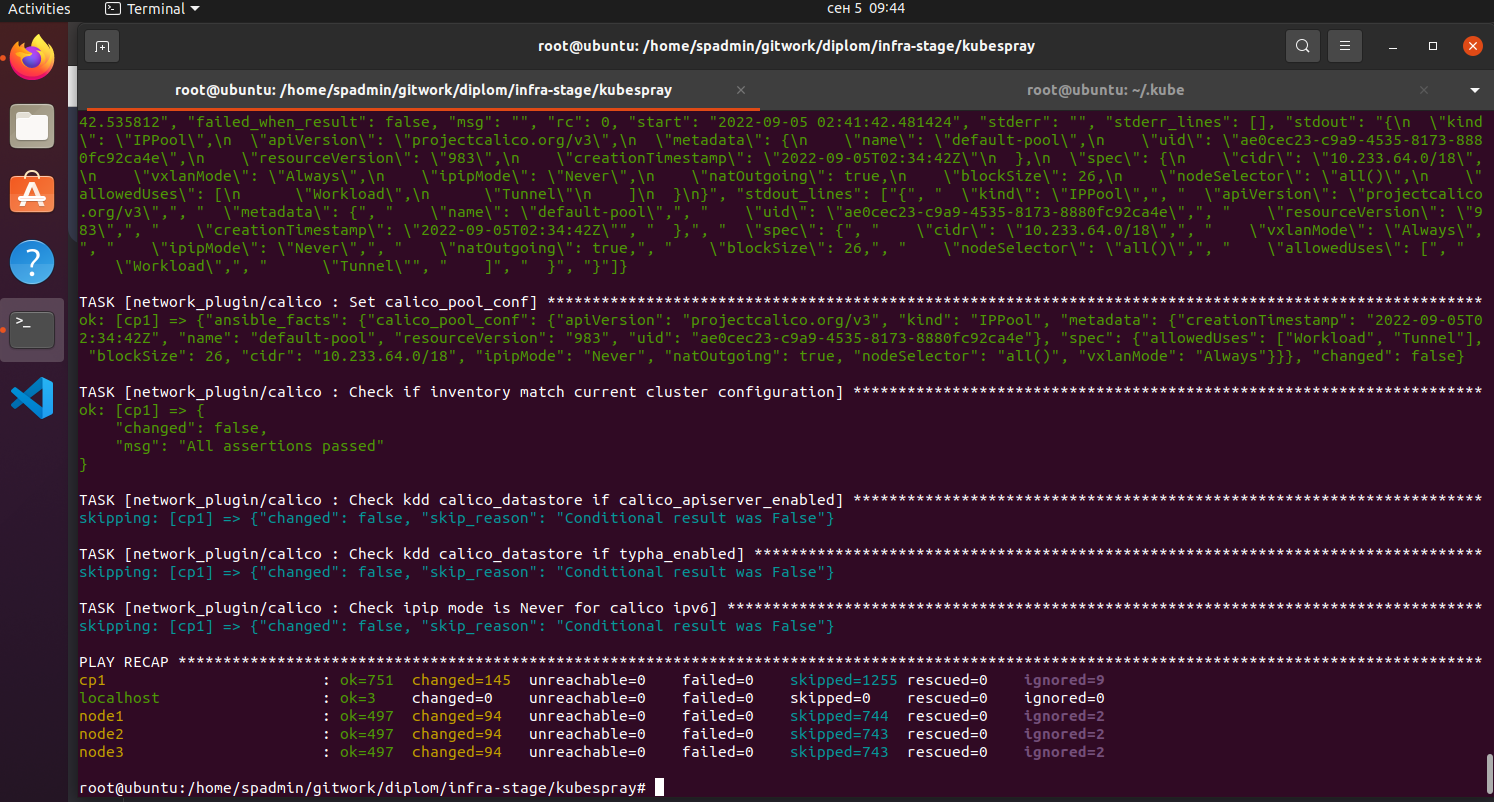 Activities
Terminal
сен 5 09:44
root@ubuntu: /home/spadmin/gitwork/diplom/infra-stage/kubespray
root@ubuntu: /home/spadmin/gitwork/diplom/infra-stage/kubespray
root@ubuntu: ~/.kube
42.535812", "failed_when_result": false, "msg": "", "rc": 0, "start": "2022-09-05 02:41:42.481424", "stderr": "", "stderr_lines": [], "stdout": "{\n  \"kind
\": \"IPPool\",\n  \"apiVersion\": \"projectcalico.org/v3\",\n  \"metadata\": {\n    \"name\": \"default-pool\",\n    \"uid\": \"ae0cec23-c9a9-4535-8173-888
0fc92ca4e\",\n    \"resourceVersion\": \"983\",\n    \"creationTimestamp\": \"2022-09-05T02:34:42Z\"\n  },\n  \"spec\": {\n    \"cidr\": \"10.233.64.0/18\",
\n    \"vxlanMode\": \"Always\",\n    \"ipipMode\": \"Never\",\n    \"natOutgoing\": true,\n    \"blockSize\": 26,\n    \"nodeSelector\": \"all()\",\n    \"
allowedUses\": [\n      \"Workload\",\n      \"Tunnel\"\n    ]\n  }\n}", "stdout_lines": ["{", "  \"kind\": \"IPPool\",", "  \"apiVersion\": \"projectcalico
.org/v3\",", "  \"metadata\": {", "    \"name\": \"default-pool\",", "    \"uid\": \"ae0cec23-c9a9-4535-8173-8880fc92ca4e\",", "    \"resourceVersion\": \"9
83\",", "    \"creationTimestamp\": \"2022-09-05T02:34:42Z\"", "  },", "  \"spec\": {", "    \"cidr\": \"10.233.64.0/18\",", "    \"vxlanMode\": \"Always\",
", "    \"ipipMode\": \"Never\",", "    \"natOutgoing\": true,", "    \"blockSize\": 26,", "    \"nodeSelector\": \"all()\",", "    \"allowedUses\": [", "  
    \"Workload\",", "      \"Tunnel\"", "    ]", "  }", "}"]}
TASK [network_plugin/calico : Set calico_pool_conf] ********************************************************************************************************
ok: [cp1] => {"ansible_facts": {"calico_pool_conf": {"apiVersion": "projectcalico.org/v3", "kind": "IPPool", "metadata": {"creationTimestamp": "2022-09-05T0
2:34:42Z", "name": "default-pool", "resourceVersion": "983", "uid": "ae0cec23-c9a9-4535-8173-8880fc92ca4e"}, "spec": {"allowedUses": ["Workload", "Tunnel"],
 "blockSize": 26, "cidr": "10.233.64.0/18", "ipipMode": "Never", "natOutgoing": true, "nodeSelector": "all()", "vxlanMode": "Always"}}}, "changed": false}
TASK [network_plugin/calico : Check if inventory match current cluster configuration] **********************************************************************
ok: [cp1] => {
    "changed": false,
    "msg": "All assertions passed"
}
TASK [network_plugin/calico : Check kdd calico_datastore if calico_apiserver_enabled] **********************************************************************
skipping: [cp1] => {"changed": false, "skip_reason": "Conditional result was False"}
TASK [network_plugin/calico : Check kdd calico_datastore if typha_enabled] *********************************************************************************
skipping: [cp1] => {"changed": false, "skip_reason": "Conditional result was False"}
TASK [network_plugin/calico : Check ipip mode is Never for calico ipv6] ************************************************************************************
skipping: [cp1] => {"changed": false, "skip_reason": "Conditional result was False"}
PLAY RECAP *************************************************************************************************************************************************
cp1                        : ok=751  changed=145  unreachable=0    failed=0    skipped=1255 rescued=0    ignored=9
localhost                  : ok=3    changed=0    unreachable=0    failed=0    skipped=0    rescued=0    ignored=0
node1                      : ok=497  changed=94   unreachable=0    failed=0    skipped=744  rescued=0    ignored=2
node2                      : ok=497  changed=94   unreachable=0    failed=0    skipped=743  rescued=0    ignored=2
node3                      : ok=497  changed=94   unreachable=0    failed=0    skipped=743  rescued=0    ignored=2
root@ubuntu:/home/spadmin/gitwork/diplom/infra-stage/kubespray#